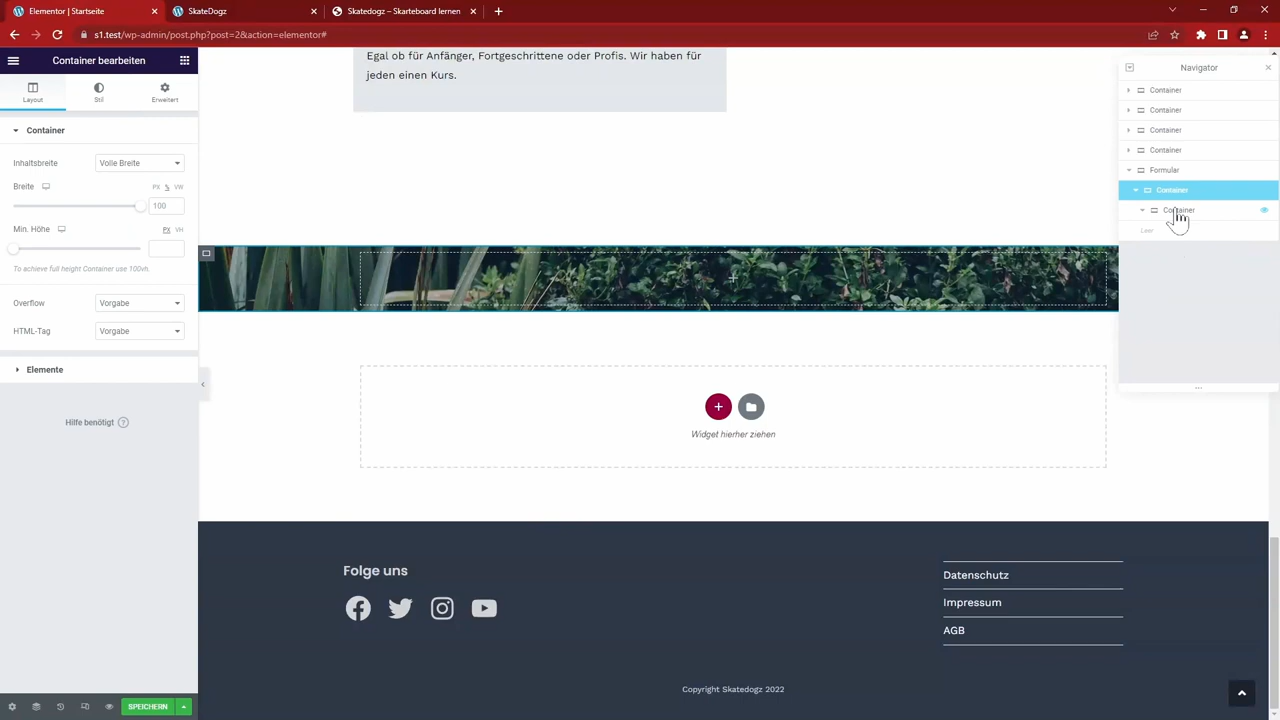 Elementor | Startseite
SkateDogz
SkateDogz – Skarteboard lernen
s1.test/wp-admin/post.php?post=2&action=elementor#
Container bearbeiten
Layout
Stil
Erweitert
Container
Inhaltsbreite
Volle Breite
Breite
PX
%
VW
100
Min. Höhe
PX
VH
To achieve full height Container use 100vh.
Overflow
Vorgabe
HTML-Tag
Vorgabe
Elemente
Hilfe benötigt
SPEICHERN
Egal ob für Anfänger, Fortgeschrittene oder Profis. Wir haben für
jeden einen Kurs.
Widget hierher ziehen
Folge uns
Datenschutz
Impressum
AGB
Copyright Skatedogz 2022
Navigator
Container
Container
Container
Container
Formular
Container
Container
Leer